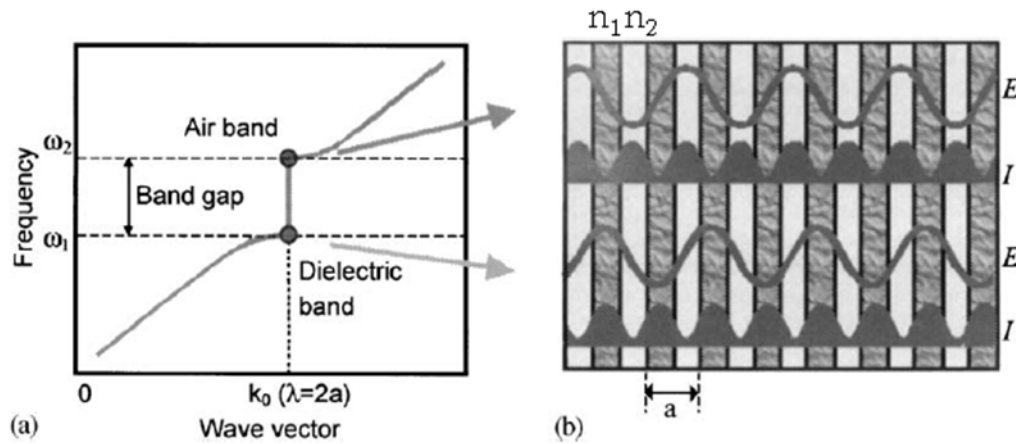 n₁n₂
ω₂
Air band
E
Band gap
I
Frequency
ω₁
E
Dielectric
band
I
0
k₀ (λ=2a)
a
(a)
Wave vector
(b)